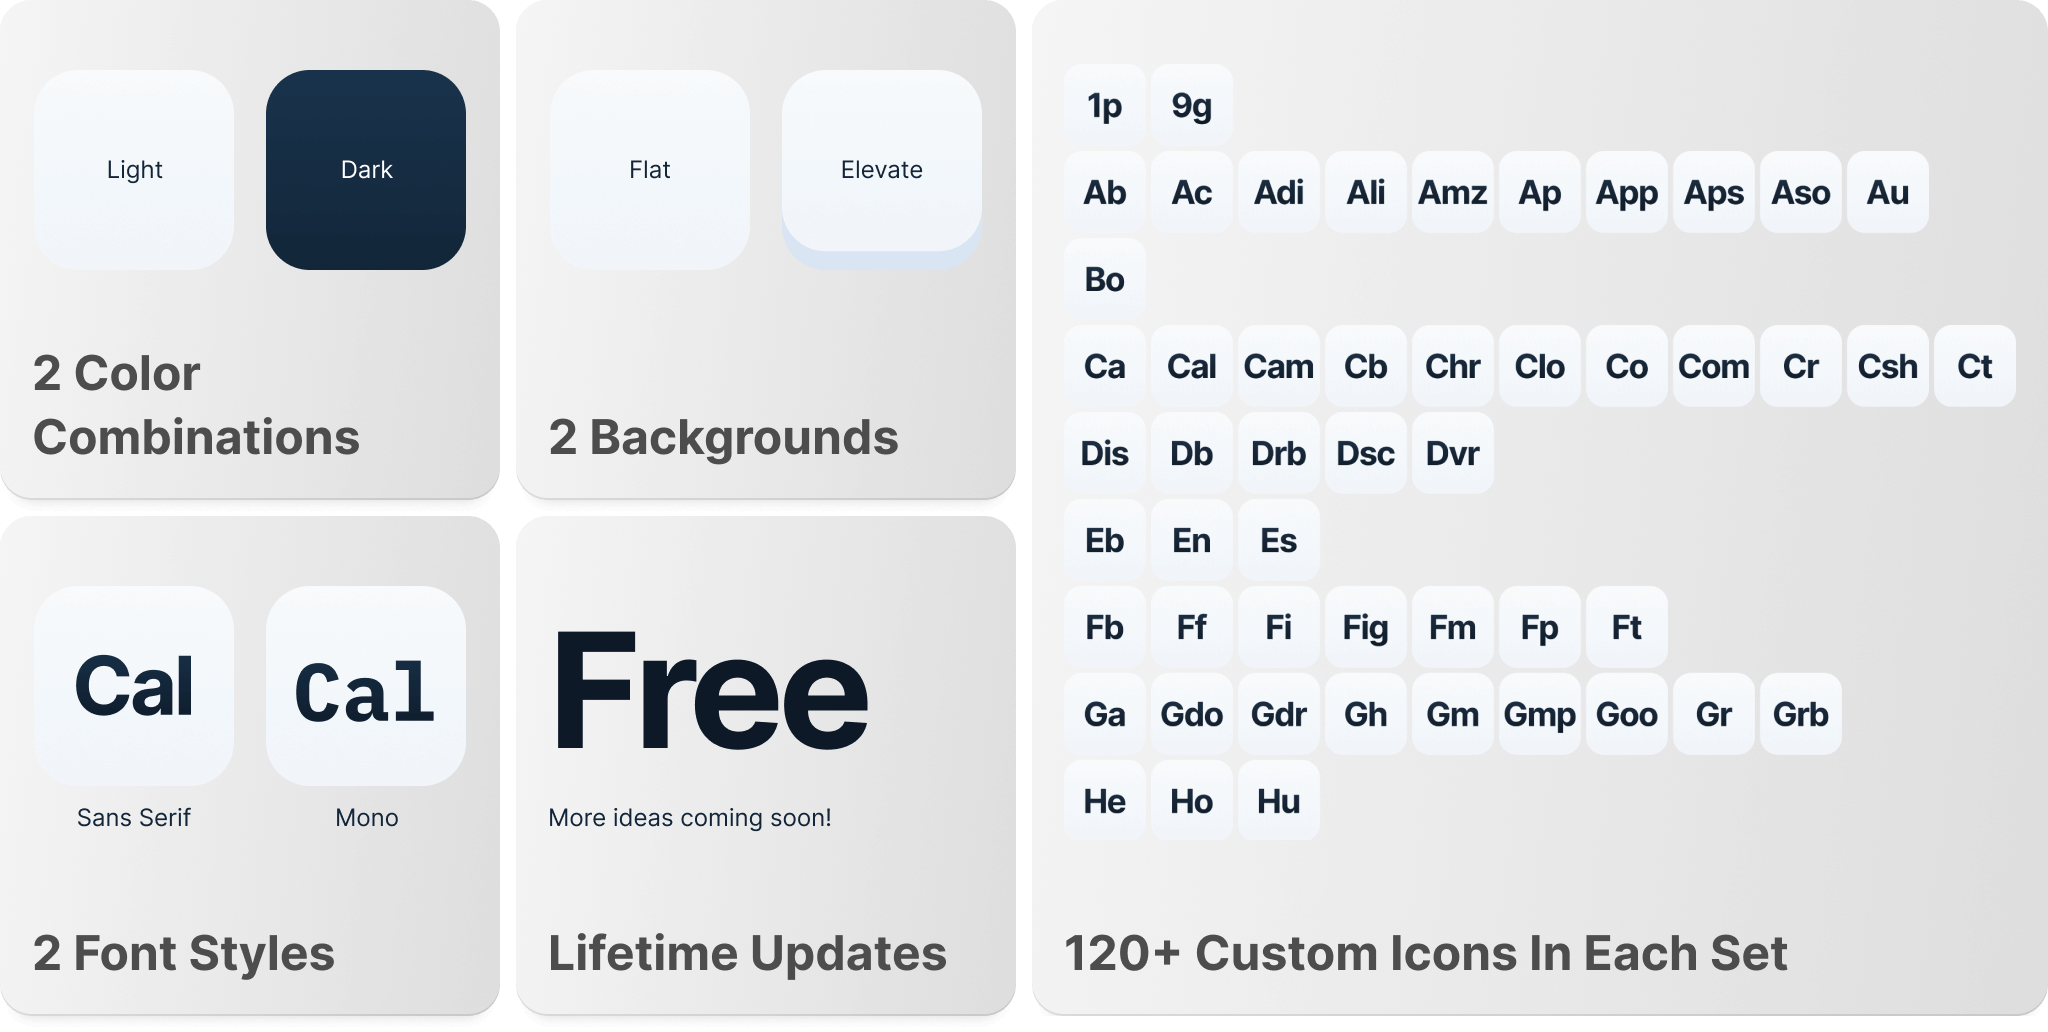 Light Dark
2 Color
Combinations
Flat Elevate
2 Backgrounds
Cal Cal
Sans Serif Mono
2 Font Styles
Free
More ideas coming soon!
Lifetime Updates
1p 9g
Ab Ac Adi Ali Amz Ap App Aps Aso Au
Bo
Ca Cal Cam Cb Chr Clo Co Com Cr Csh Ct
Dis Db Drb Dsc Dvr
Eb En Es
Fb Ff Fi Fig Fm Fp Ft
Ga Gdo Gdr Gh Gm Gmp Goo Gr Grb
He Ho Hu
120+ Custom Icons In Each Set